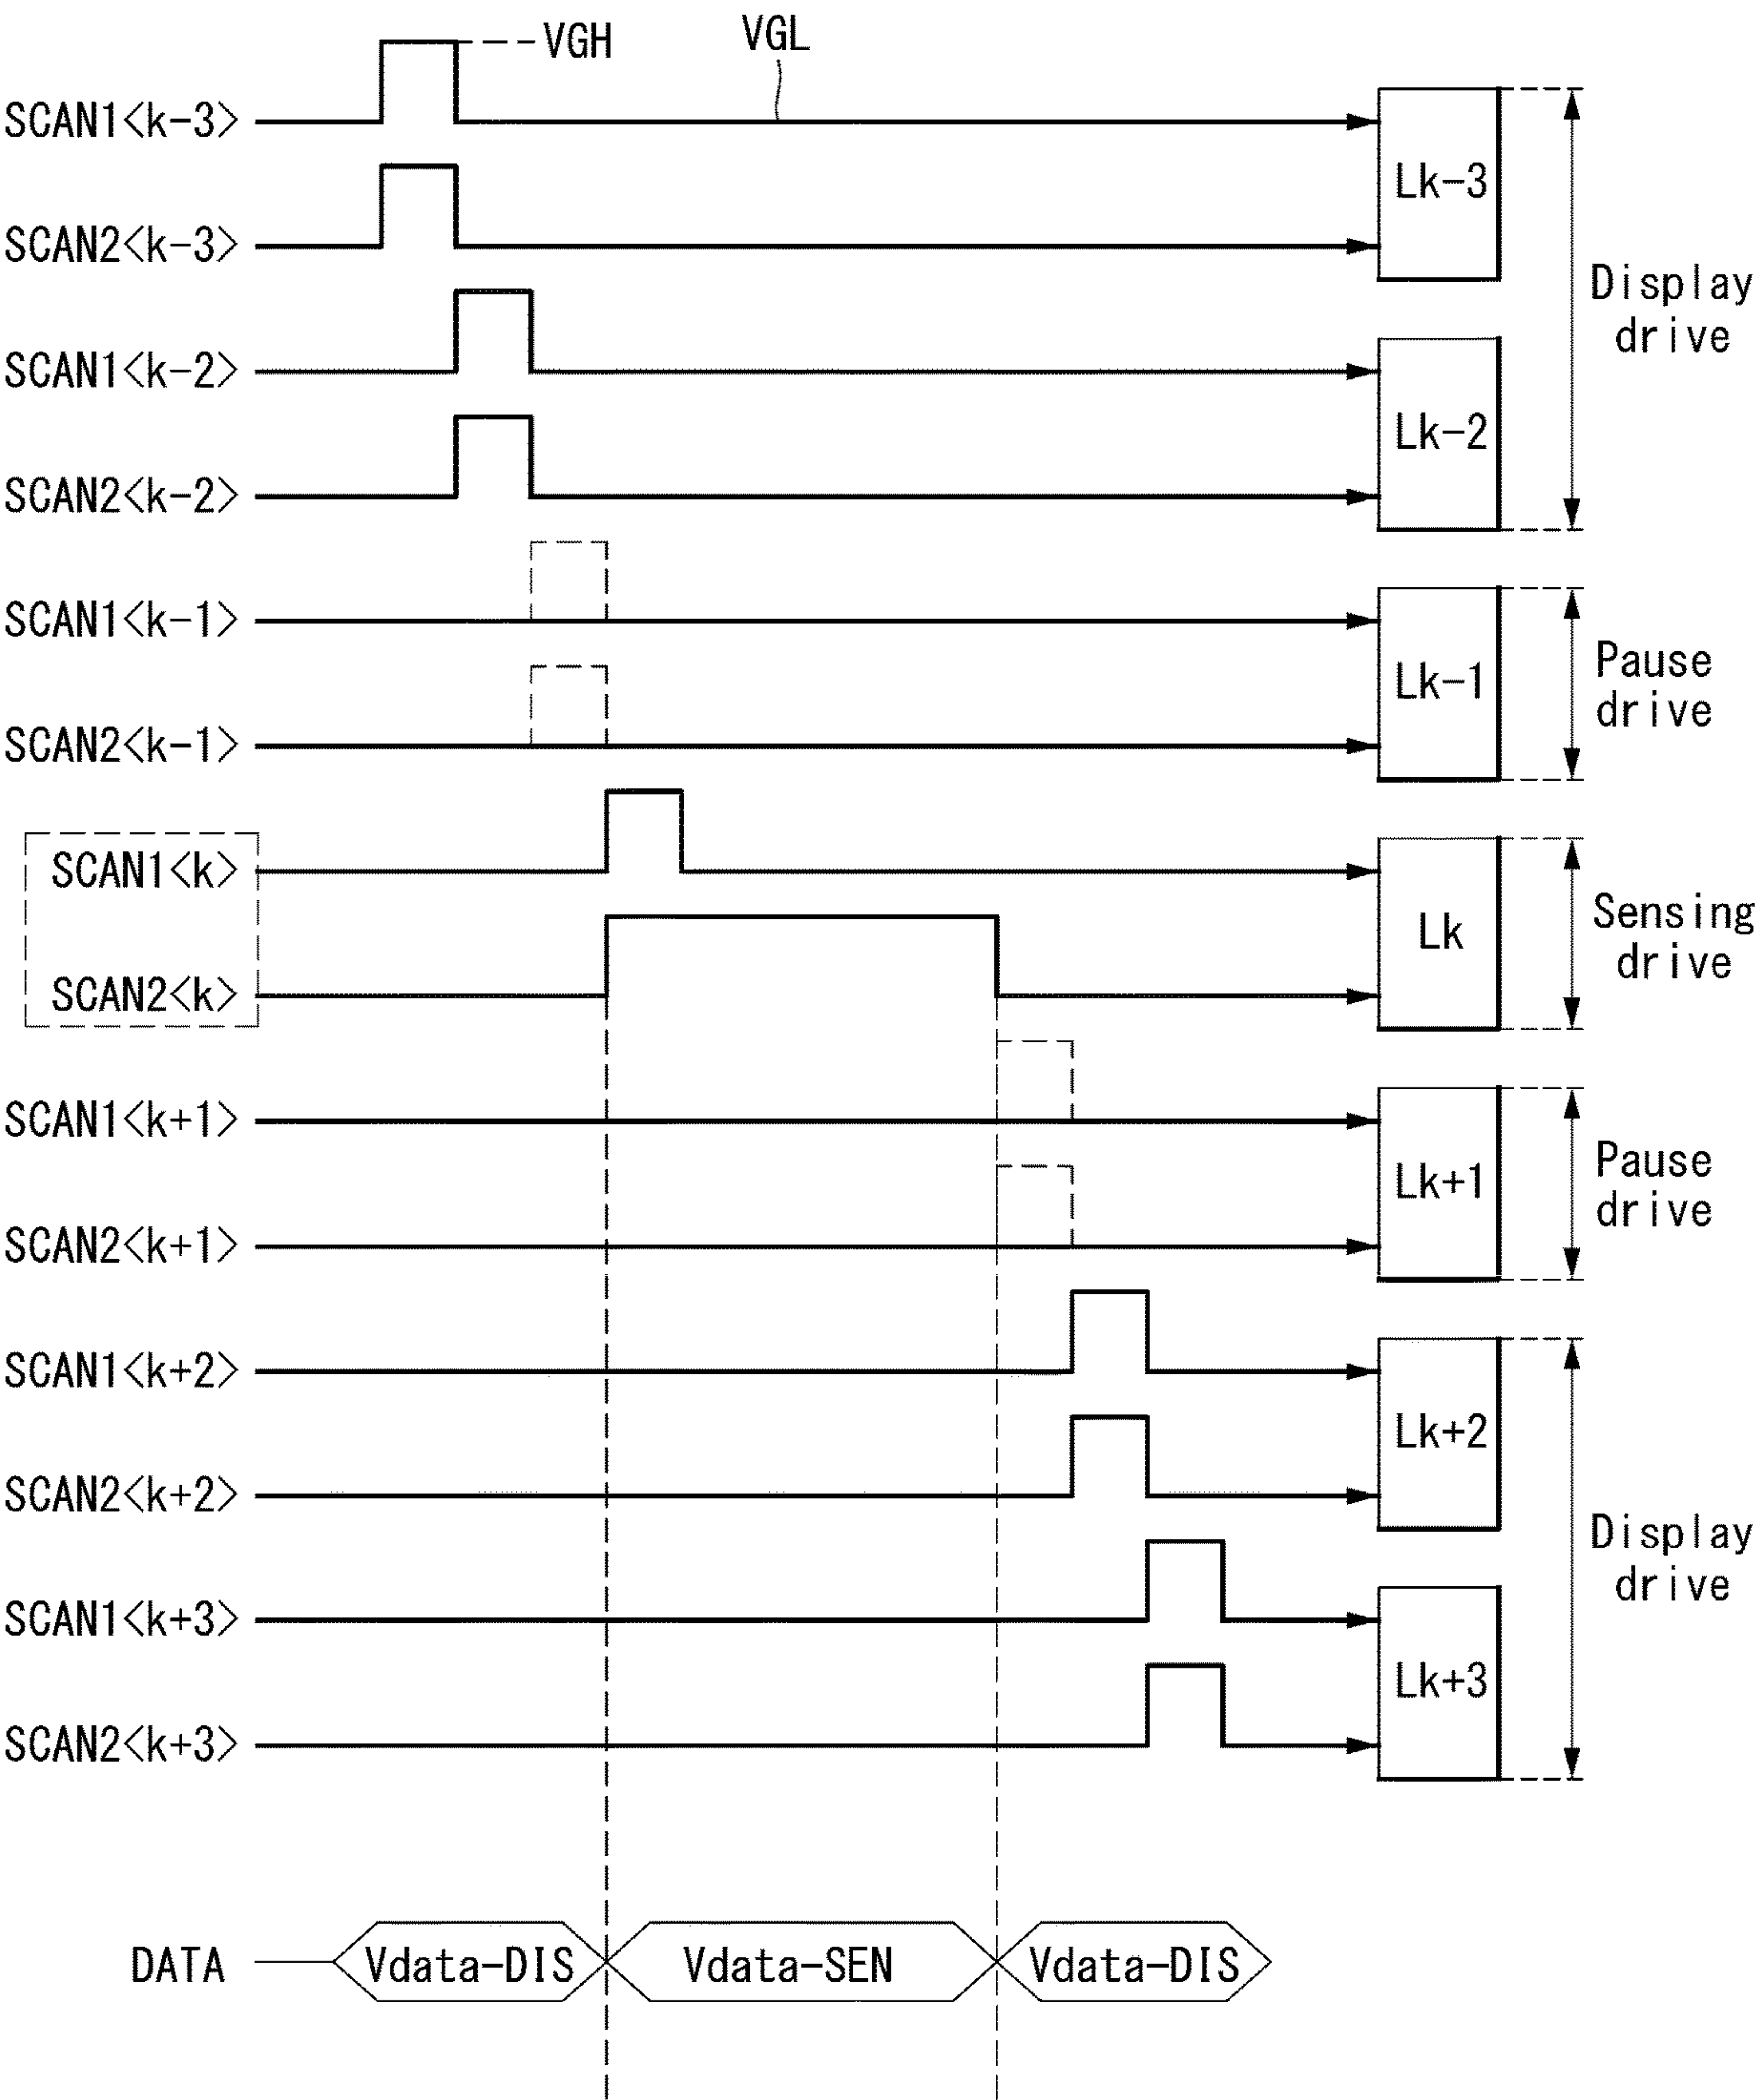 VGH
VGL
SCAN1<k-3>
SCAN2<k-3>
Lk-3
SCAN1<k-2>
SCAN2<k-2>
Lk-2
Display
drive
SCAN1<k-1>
SCAN2<k-1>
Lk-1
Pause
drive
SCAN1<k>
SCAN2<k>
Lk
Sensing
drive
SCAN1<k+1>
SCAN2<k+1>
Lk+1
Pause
drive
SCAN1<k+2>
SCAN2<k+2>
Lk+2
SCAN1<k+3>
SCAN2<k+3>
Lk+3
Display
drive
DATA
Vdata-DIS
Vdata-SEN
Vdata-DIS